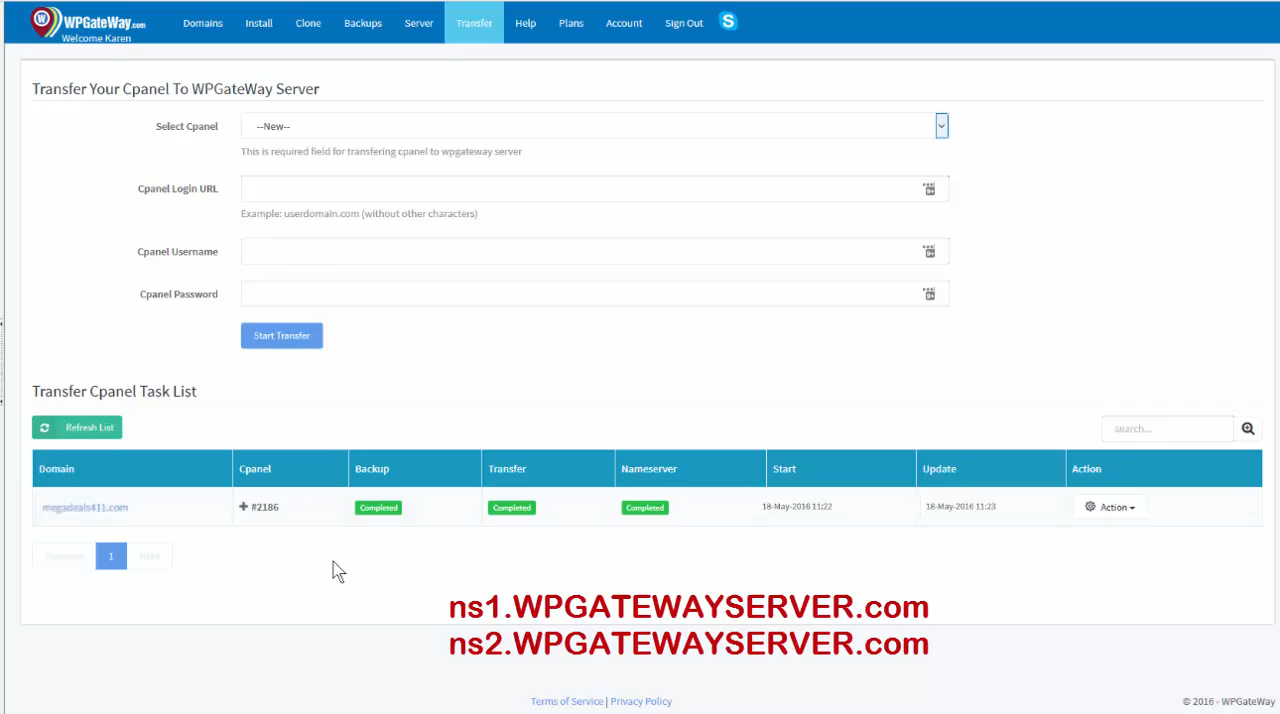 WPGateWay.com
Welcome Karen
Domains Install Clone Backups Server Transfer Help Plans Account Sign Out
Transfer Your Cpanel To WPGateWay Server
Select Cpanel --New--
This is required field for transfering cpanel to wpgateway server
Cpanel Login URL
Example: userdomain.com (without other characters)
Cpanel Username
Cpanel Password
Start Transfer
Transfer Cpanel Task List
Refresh List search...
Domain Cpanel Backup Transfer Nameserver Start Update Action
megadeals411.com #2186 Completed Completed Completed 18-May-2016 11:22 18-May-2016 11:23 Action
Previous 1 Next
ns1.WPGATEWAYSERVER.com
ns2.WPGATEWAYSERVER.com
Terms of Service | Privacy Policy © 2016 - WPGateWay